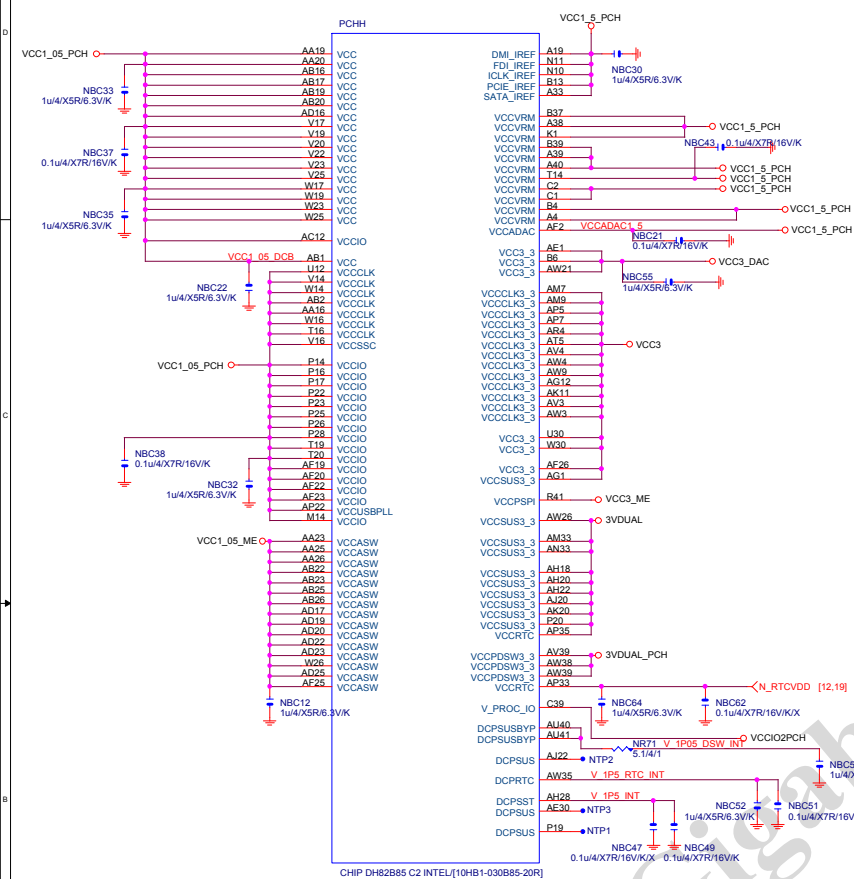 D
PCHH
VCC1_5_PCH
VCC1_05_PCH
AA19 VCC
AA20 VCC
AB16 VCC
AB17 VCC
AB19 VCC
AB20 VCC
AD16 VCC
V17 VCC
V19 VCC
V20 VCC
V22 VCC
V23 VCC
V25 VCC
W17 VCC
W19 VCC
W23 VCC
W25 VCC
AC12 VCCIO
VCC1_05_DCB AB1 VCC
U12 VCCCLK
V14 VCCCLK
W14 VCCCLK
AB2 VCCCLK
AA16 VCCCLK
W16 VCCCLK
T16 VCCCLK
V16 VCCSSC
NBC33
1u/4/X5R/6.3V/K
NBC37
0.1u/4/X7R/16V/K
NBC35
1u/4/X5R/6.3V/K
NBC22
1u/4/X5R/6.3V/K
C
VCC1_05_PCH
P14 VCCIO
P16 VCCIO
P17 VCCIO
P22 VCCIO
P23 VCCIO
P25 VCCIO
P26 VCCIO
P28 VCCIO
T19 VCCIO
T20 VCCIO
AF19 VCCIO
AF20 VCCIO
AF22 VCCIO
AF23 VCCIO
AP22 VCCUSBPLL
M14 VCCIO
NBC38
0.1u/4/X7R/16V/K
NBC32
1u/4/X5R/6.3V/K
VCC1_05_ME
AA23 VCCASW
AA25 VCCASW
AA26 VCCASW
AB22 VCCASW
AB23 VCCASW
AB25 VCCASW
AB26 VCCASW
AD17 VCCASW
AD19 VCCASW
AD20 VCCASW
AD22 VCCASW
AD23 VCCASW
W26 VCCASW
AD25 VCCASW
AF25 VCCASW
NBC12
1u/4/X5R/6.3V/K
B
DMI_IREF A19
FDI_IREF N11
ICLK_IREF N10
PCIE_IREF B13
SATA_IREF A33
NBC30
1u/4/X5R/6.3V/K
VCCVRM B37
VCCVRM A38
VCCVRM K1
VCCVRM B39
VCCVRM A39
VCCVRM A40
VCCVRM T14
VCCVRM C2
VCCVRM C1
VCCVRM B4
VCCVRM A4
VCCADAC AF2 VCCADAC1_5
VCC1_5_PCH
NBC43 0.1u/4/X7R/16V/K
VCC1_5_PCH
VCC1_5_PCH
VCC1_5_PCH
VCC1_5_PCH
VCC1_5_PCH
NBC21
0.1u/4/X7R/16V/K
VCC3_3 AE1
VCC3_3 B6
VCC3_3 AW21
VCC3_DAC
NBC55
1u/4/X5R/6.3V/K
VCCCLK3_3 AM7
VCCCLK3_3 AM9
VCCCLK3_3 AP5
VCCCLK3_3 AP7
VCCCLK3_3 AR4
VCCCLK3_3 AT5
VCCCLK3_3 AV4
VCCCLK3_3 AW4
VCCCLK3_3 AW9
VCCCLK3_3 AG12
VCCCLK3_3 AK11
VCCCLK3_3 AV3
VCCCLK3_3 AW3
VCC3
VCC3_3 U30
VCC3_3 W30
VCC3_3 AF26
VCCSUS3_3 AG1
VCCPSPI R41 VCC3_ME
VCCSUS3_3 AW26 3VDUAL
VCCSUS3_3 AM33
VCCSUS3_3 AN33
VCCSUS3_3 AH18
VCCSUS3_3 AH20
VCCSUS3_3 AH22
VCCSUS3_3 AJ20
VCCSUS3_3 AK20
VCCSUS3_3 P20
VCCRTC AP35
VCCPDSW3_3 AV39 3VDUAL_PCH
VCCPDSW3_3 AW38
VCCPDSW3_3 AW39
VCCRTC AP33 N_RTCVDD [12,19]
NBC64
1u/4/X5R/6.3V/K
NBC62
0.1u/4/X7R/16V/K/X
V_PROC_IO C39
VCCIO2PCH
DCPSUSBYP AU40
DCPSUSBYP AU41
NR71 V_1P05_DSW_INT
5.1/4/1
DCPSUS AJ22 NTP2
DCPRTC AW35 V_1P5_RTC_INT
DCPSST AH28 V_1P5_INT
DCPSUS AE30 NTP3
DCPSUS P19 NTP1
NBC52
1u/4/X5R/6.3V/K
NBC51
0.1u/4/X7R/16V
NBC47
0.1u/4/X7R/16V/K/X
NBC49
0.1u/4/X7R/16V/K
CHIP DH82B85 C2 INTEL/[10HB1-030B85-20R]
Gigab